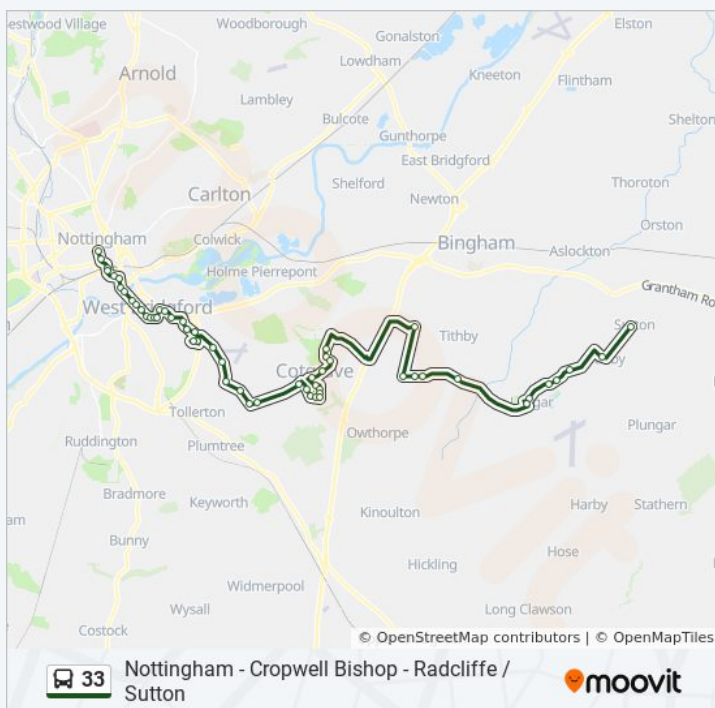 estwood Village
Woodborough
Gonalston
Elston
Arnold
Lowdham
Kneeton
Flintham
Lambley
Shelton
Bulcote
Gunthorpe
East Bridgford
Carlton
Shelford
Newton
Thoroton
Orston
Nottingham
Colwick
Bingham
Aslockton
Holme Pierrepont
Grantham Ro
West Bridgford
Tithby
Cotgrave
Tollerton
Plungar
Ruddington
Plumtree
Owthorpe
Keyworth
Bradmore
Kinoulton
Harby
Stathern
am
Bunny
Hickling
Hose
Widmerpool
Wysall
Long Clawson
Costock
© OpenStreetMap contributors | © OpenMapTiles
33
Nottingham - Cropwell Bishop - Radcliffe /
Sutton
moovit